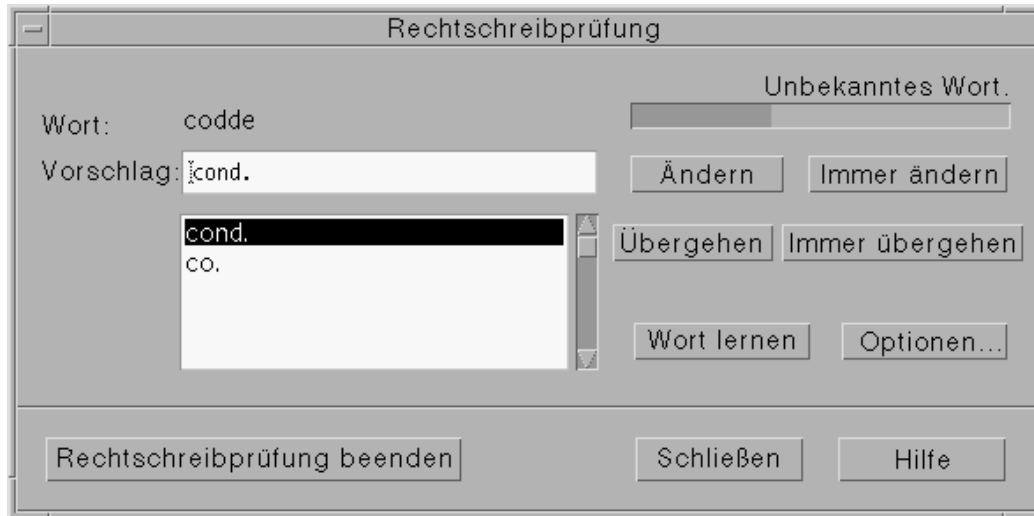 Rechtschreibprüfung
Unbekanntes Wort.
Wort: codde
Vorschlag: cond.
Ändern Immer ändern
cond.
co.
Übergehen Immer übergehen
Wort lernen Optionen...
Rechtschreibprüfung beenden Schließen Hilfe